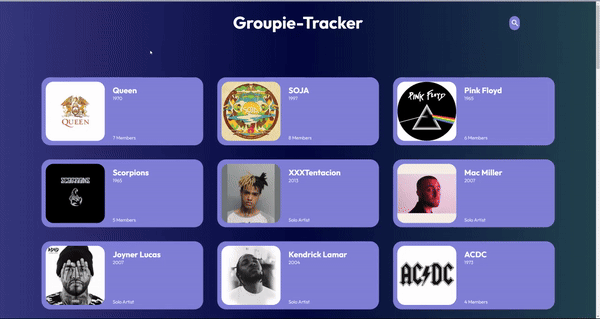 Groupie-Tracker
Queen
1970
QUEEN
7 Members
SOJA
1997
SOJA
8 Members
Pink Floyd
1965
PINK FLOYD
6 Members
Scorpions
1965
SCORPIONS
5 Members
XXXTentacion
2013
Solo Artist
Mac Miller
2007
Solo Artist
Joyner Lucas
2007
ADHD
Solo Artist
Kendrick Lamar
2004
Solo Artist
ACDC
1973
AC DC
4 Members